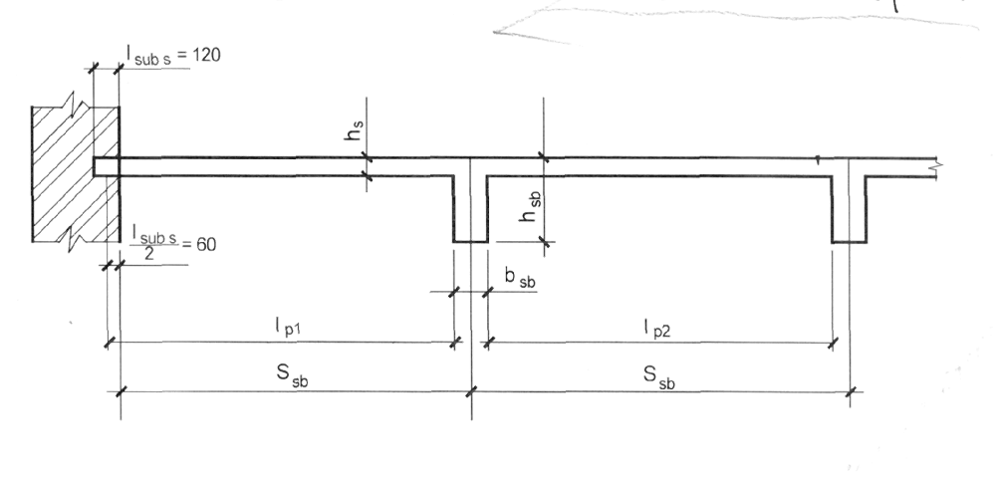 l sub s = 120
h s
h sb
l sub s
2
= 60
b sb
l p1
l p2
S sb
S sb